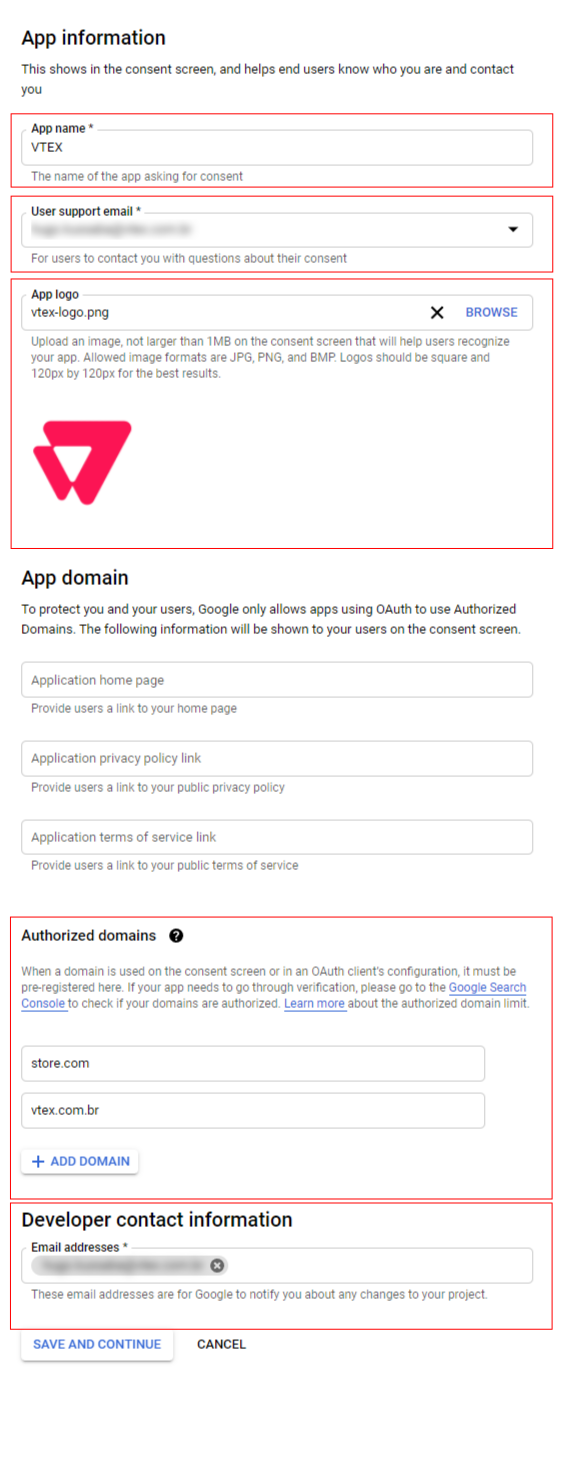 App information
This shows in the consent screen, and helps end users know who you are and contact
you
App name *
VTEX
The name of the app asking for consent
User support email *
For users to contact you with questions about their consent
App logo
vtex-logo.png
BROWSE
Upload an image, not larger than 1MB on the consent screen that will help users recognize
your app. Allowed image formats are JPG, PNG, and BMP. Logos should be square and
120px by 120px for the best results.
App domain
To protect you and your users, Google only allows apps using OAuth to use Authorized
Domains. The following information will be shown to your users on the consent screen.
Application home page
Provide users a link to your home page
Application privacy policy link
Provide users a link to your public privacy policy
Application terms of service link
Provide users a link to your public terms of service
Authorized domains
When a domain is used on the consent screen or in an OAuth client's configuration, it must be
pre-registered here. If your app needs to go through verification, please go to the Google Search
Console to check if your domains are authorized. Learn more about the authorized domain limit.
store.com
vtex.com.br
+ ADD DOMAIN
Developer contact information
Email addresses *
These email addresses are for Google to notify you about any changes to your project.
SAVE AND CONTINUE
CANCEL